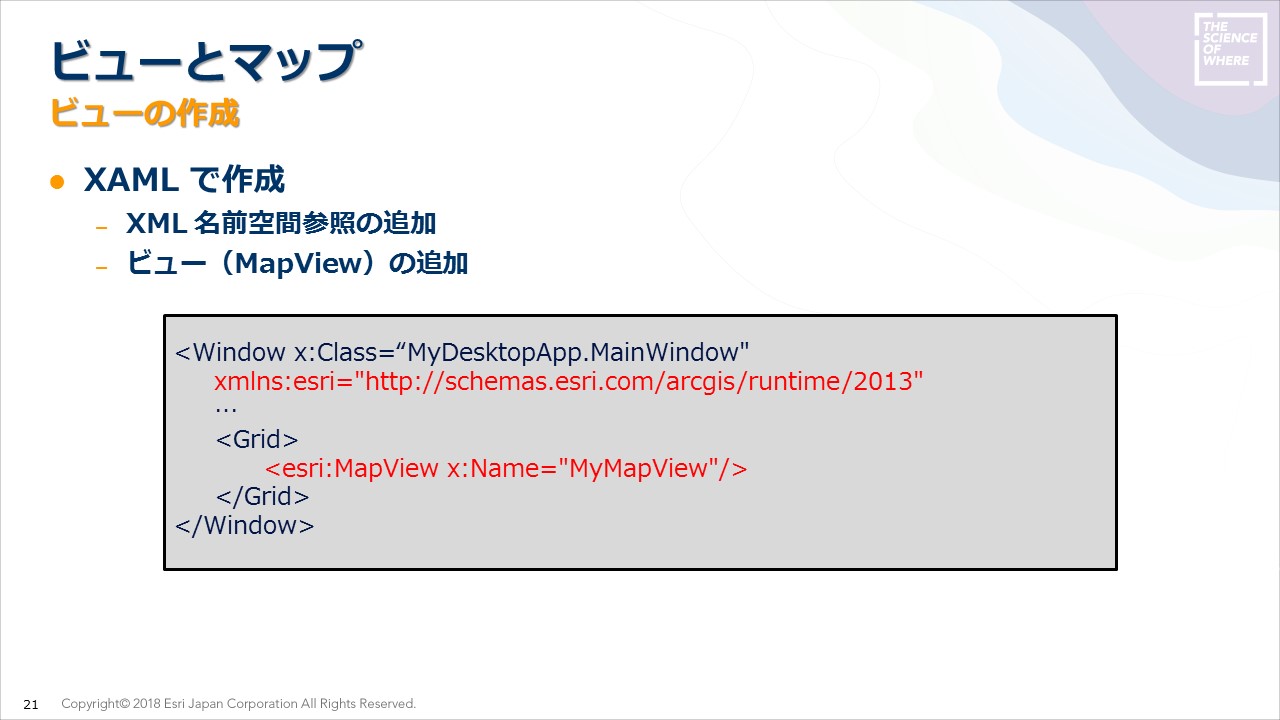 ビューとマップ
THE
SCIENCE
OF
WHERE
ビューの作成
● XAML で作成
– XML 名前空間参照の追加
– ビュー（MapView）の追加
<Window x:Class=“MyDesktopApp.MainWindow"
xmlns:esri="http://schemas.esri.com/arcgis/runtime/2013"
...
<Grid>
<esri:MapView x:Name="MyMapView"/>
</Grid>
</Window>
21 Copyright© 2018 Esri Japan Corporation All Rights Reserved.